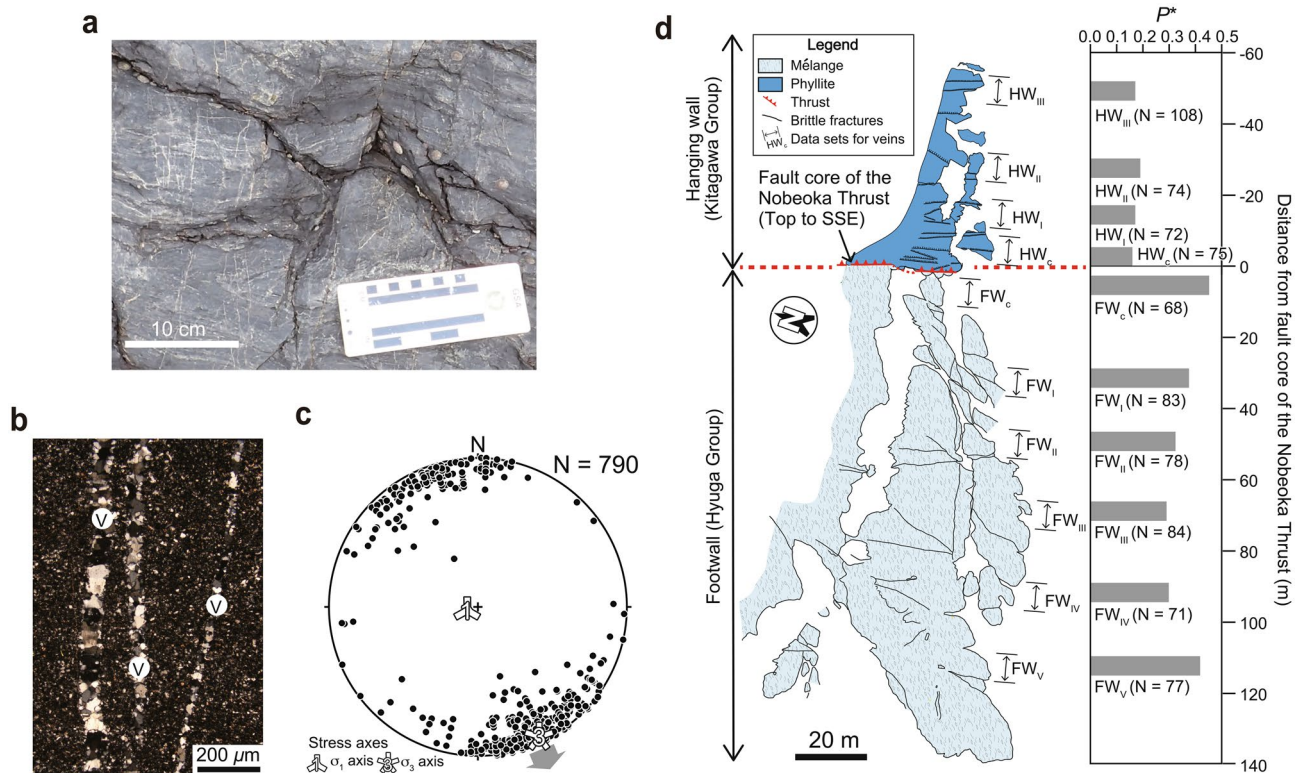 a
10 cm
b
V
V
V
V
200 µm
c
N
N = 790
3
Stress axes
σ1 axis
3
σ3 axis
d
Hanging wall
(Kitagawa Group)
Footwall (Hyuga Group)
Legend
Mélange
Phyllite
Thrust
Brittle fractures
HWc
Data sets for veins
Fault core of the
Nobeoka Thrust
(Top to SSE)
N
HWIII
HWII
HWI
HWc
FWc
FWI
FWII
FWIII
FWIV
FWV
20 m
P*
0.0 0.1 0.2 0.3 0.4 0.5
-60
-40
-20
0
20
40
60
80
100
120
140
HWIII (N = 108)
HWII (N = 74)
HWI (N = 72)
HWc (N = 75)
FWc (N = 68)
FWI (N = 83)
FWII (N = 78)
FWIII (N = 84)
FWIV (N = 71)
FWV (N = 77)
Dsitance from fault core of the Nobeoka Thrust (m)